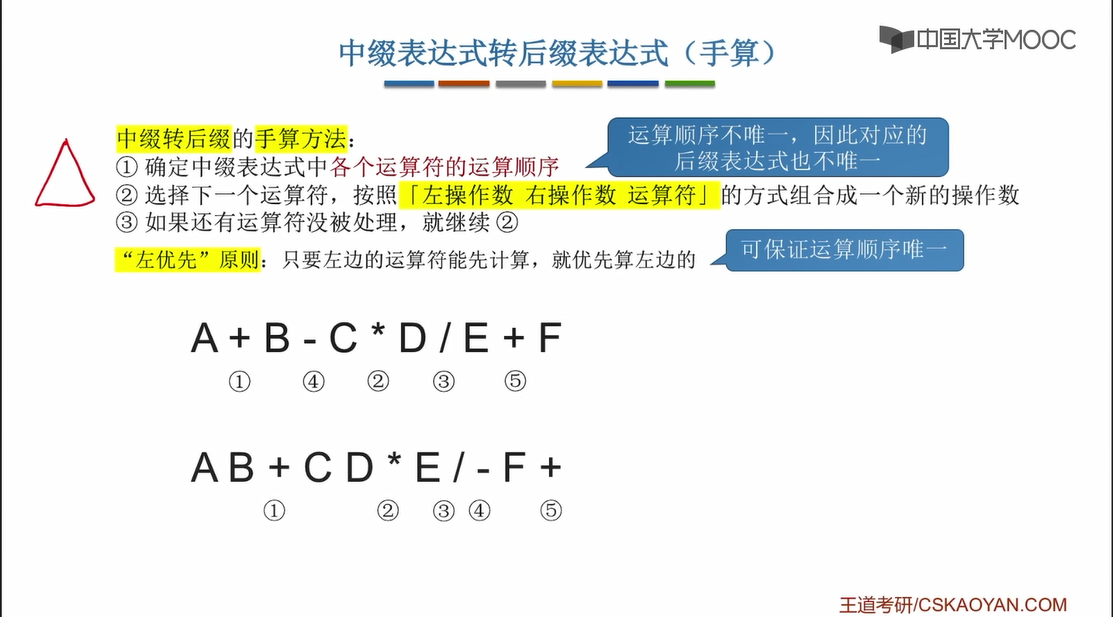 中缀表达式转后缀表达式（手算）
中国大学MOOC
中缀转后缀的手算方法：
① 确定中缀表达式中各个运算符的运算顺序
② 选择下一个运算符，按照「左操作数 右操作数 运算符」的方式组合成一个新的操作数
③ 如果还有运算符没被处理，就继续 ②
运算顺序不唯一，因此对应的
后缀表达式也不唯一
“左优先”原则：只要左边的运算符能先计算，就优先算左边的
可保证运算顺序唯一
A + B - C * D / E + F
① ④ ② ③ ⑤
A B + C D * E / - F +
① ② ③ ④ ⑤
王道考研/CSKAOYAN.COM